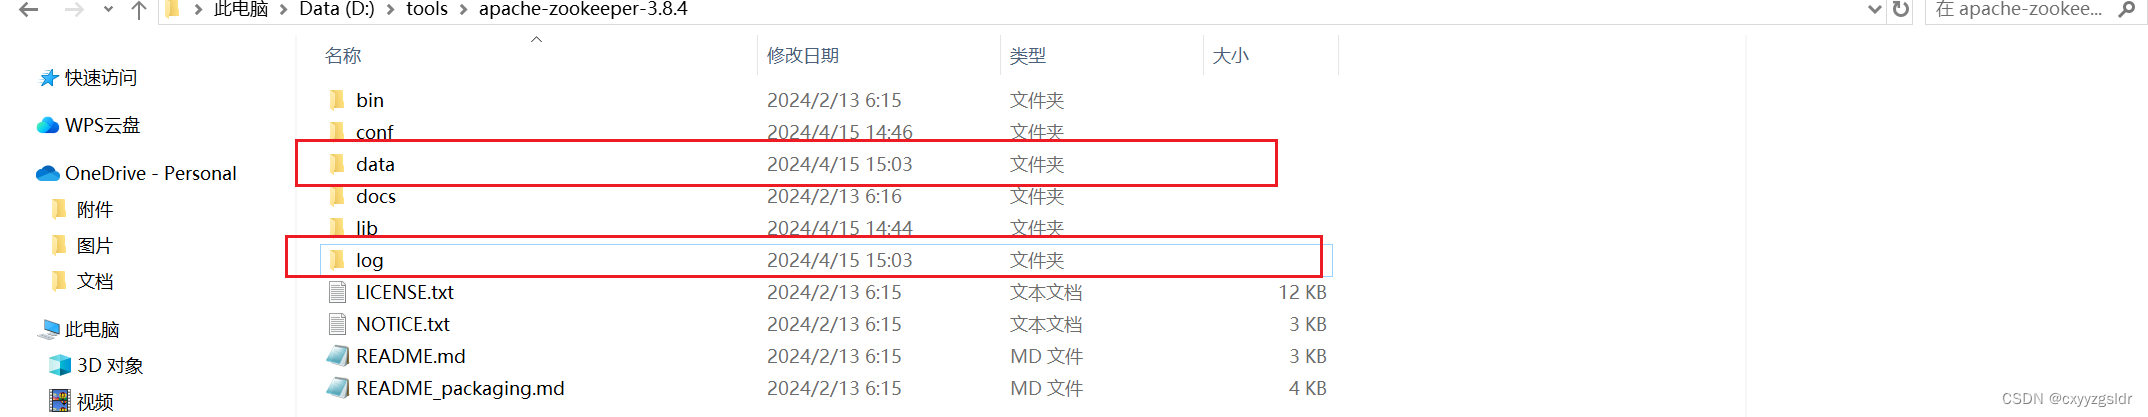 此电脑 > Data (D:) > tools > apache-zookeeper-3.8.4
在 apache-zookee...
名称 修改日期 类型 大小
快速访问
WPS云盘
OneDrive - Personal
附件
图片
文档
此电脑
3D 对象
视频
bin 2024/2/13 6:15 文件夹
conf 2024/4/15 14:46 文件夹
data 2024/4/15 15:03 文件夹
docs 2024/2/13 6:16 文件夹
lib 2024/4/15 14:44 文件夹
log 2024/4/15 15:03 文件夹
LICENSE.txt 2024/2/13 6:15 文本文档 12 KB
NOTICE.txt 2024/2/13 6:15 文本文档 3 KB
README.md 2024/2/13 6:15 MD 文件 3 KB
README_packaging.md 2024/2/13 6:15 MD 文件 4 KB
CSDN @cxyyzgsldr